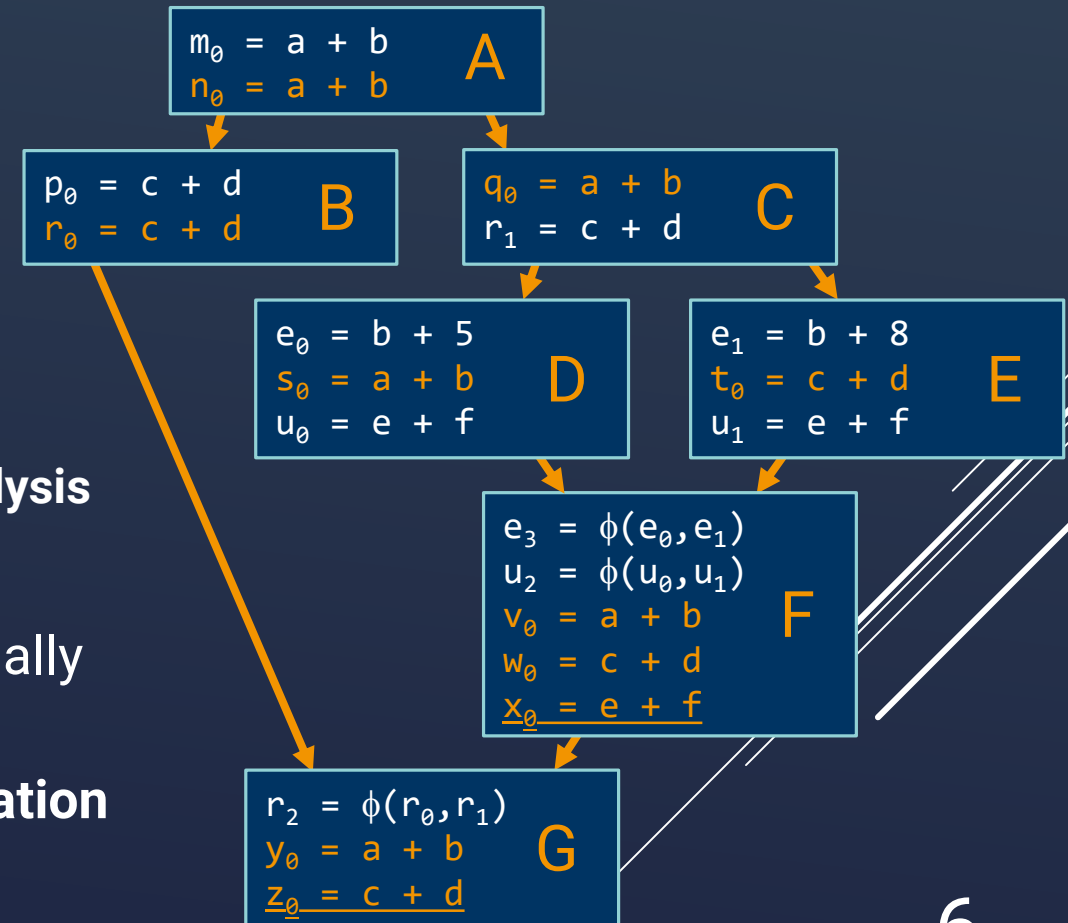 m₀ = a + b
n₀ = a + b
A
p₀ = c + d
r₀ = c + d
B
q₀ = a + b
r₁ = c + d
C
e₀ = b + 5
s₀ = a + b
u₀ = e + f
D
e₁ = b + 8
t₀ = c + d
u₁ = e + f
E
lysis
e₃ = ϕ(e₀,e₁)
u₂ = ϕ(u₀,u₁)
v₀ = a + b
w₀ = c + d
x₀ = e + f
F
ally
ation
r₂ = ϕ(r₀,r₁)
y₀ = a + b
z₀ = c + d
G